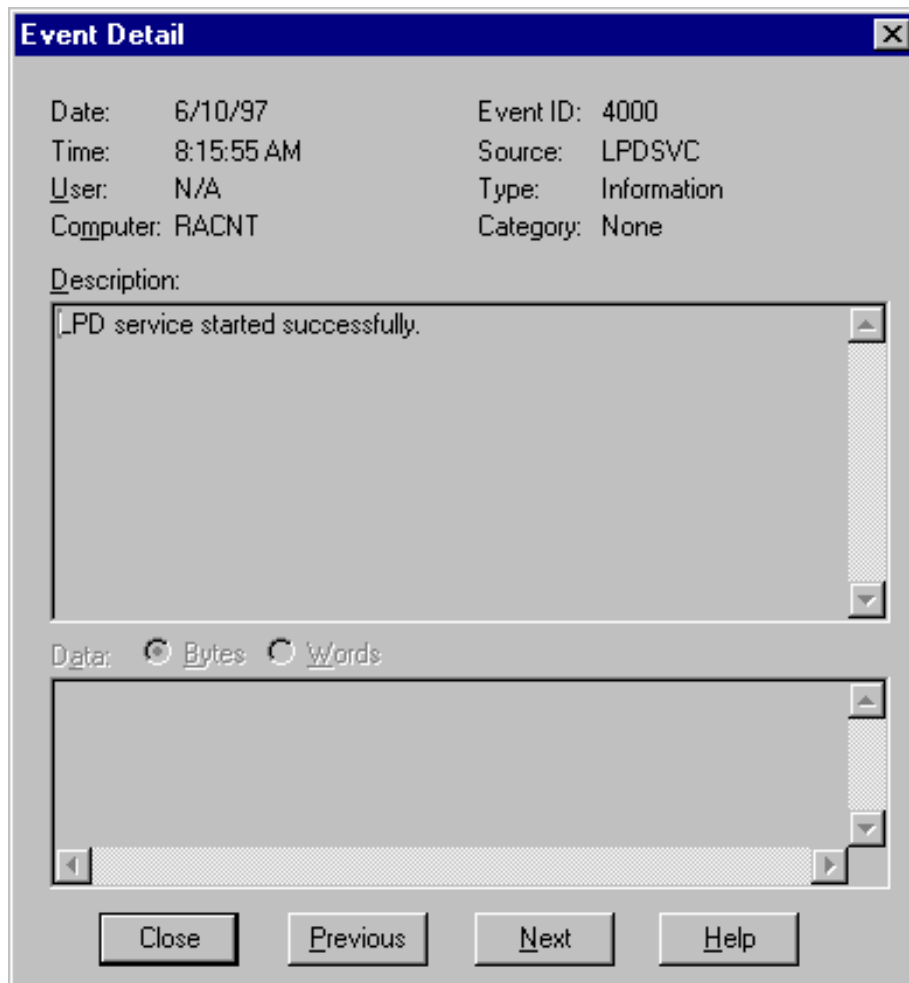 Event Detail
Date: 6/10/97 Event ID: 4000
Time: 8:15:55 AM Source: LPDSVC
User: N/A Type: Information
Computer: RACNT Category: None
Description:
LPD service started successfully.
Data: Bytes Words
Close Previous Next Help